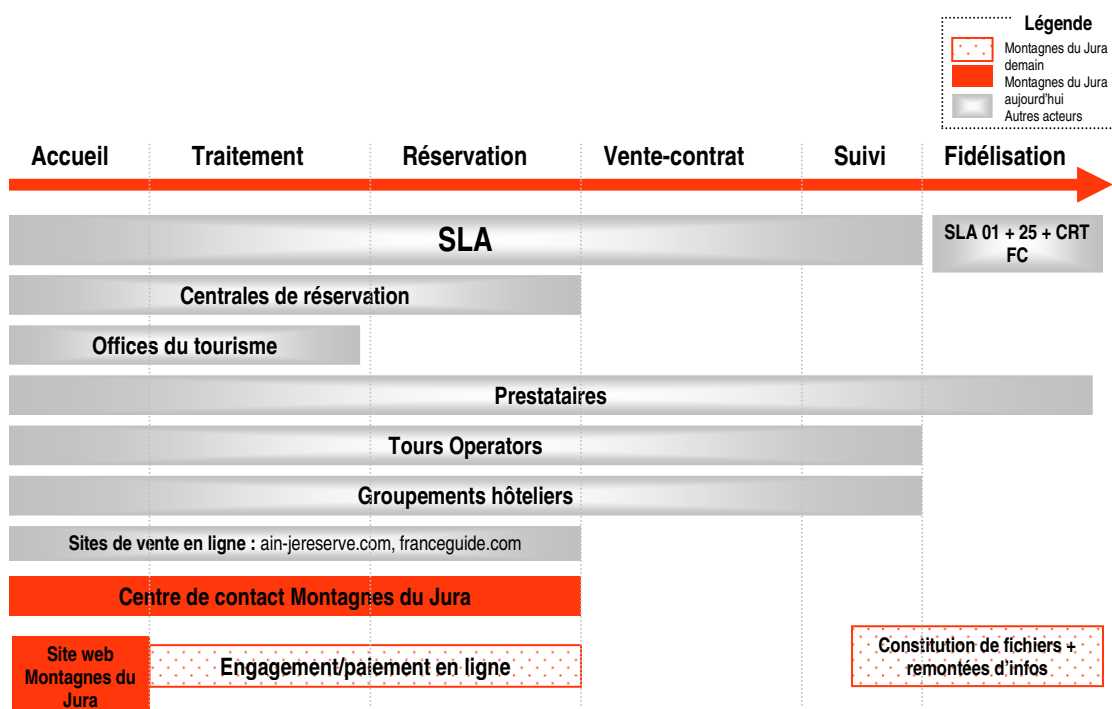 Légende
Montagnes du Jura
demain
Montagnes du Jura
aujourd'hui
Autres acteurs
Accueil
Traitement
Réservation
Vente-contrat
Suivi
Fidélisation
SLA
SLA 01 + 25 + CRT
FC
Centrales de réservation
Offices du tourisme
Prestataires
Tours Operators
Groupements hôteliers
Sites de vente en ligne : ain-jereserve.com, franceguide.com
Centre de contact Montagnes du Jura
Site web
Montagnes du
Jura
Engagement/paiement en ligne
Constitution de fichiers +
remontées d'infos